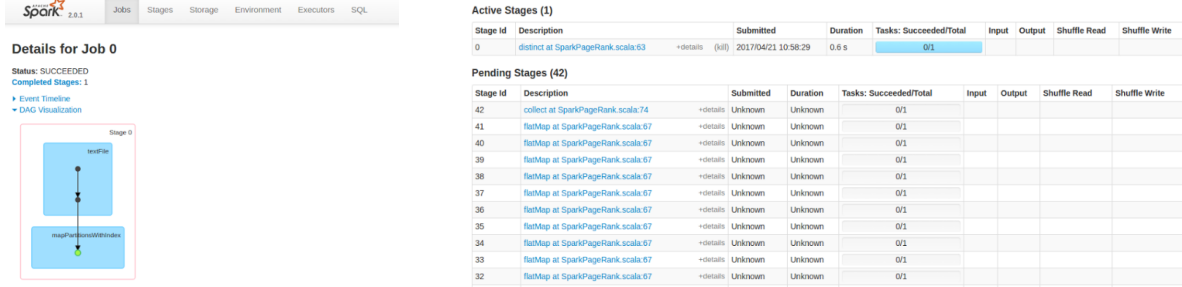 APACHE
Spark 2.0.1 Jobs Stages Storage Environment Executors SQL
Details for Job 0
Status: SUCCEEDED
Completed Stages: 1
Event Timeline
DAG Visualization
Stage 0
textFile
mapPartitionsWithIndex
Active Stages (1)
Stage Id Description Submitted Duration Tasks: Succeeded/Total Input Output Shuffle Read Shuffle Write
0 distinct at SparkPageRank.scala:63 +details (kill) 2017/04/21 10:58:29 0.6 s 0/1
Pending Stages (42)
Stage Id Description Submitted Duration Tasks: Succeeded/Total Input Output Shuffle Read Shuffle Write
42 collect at SparkPageRank.scala:74 +details Unknown Unknown 0/1
41 flatMap at SparkPageRank.scala:67 +details Unknown Unknown 0/1
40 flatMap at SparkPageRank.scala:67 +details Unknown Unknown 0/1
39 flatMap at SparkPageRank.scala:67 +details Unknown Unknown 0/1
38 flatMap at SparkPageRank.scala:67 +details Unknown Unknown 0/1
37 flatMap at SparkPageRank.scala:67 +details Unknown Unknown 0/1
36 flatMap at SparkPageRank.scala:67 +details Unknown Unknown 0/1
35 flatMap at SparkPageRank.scala:67 +details Unknown Unknown 0/1
34 flatMap at SparkPageRank.scala:67 +details Unknown Unknown 0/1
33 flatMap at SparkPageRank.scala:67 +details Unknown Unknown 0/1
32 flatMap at SparkPageRank.scala:67 +details Unknown Unknown 0/1